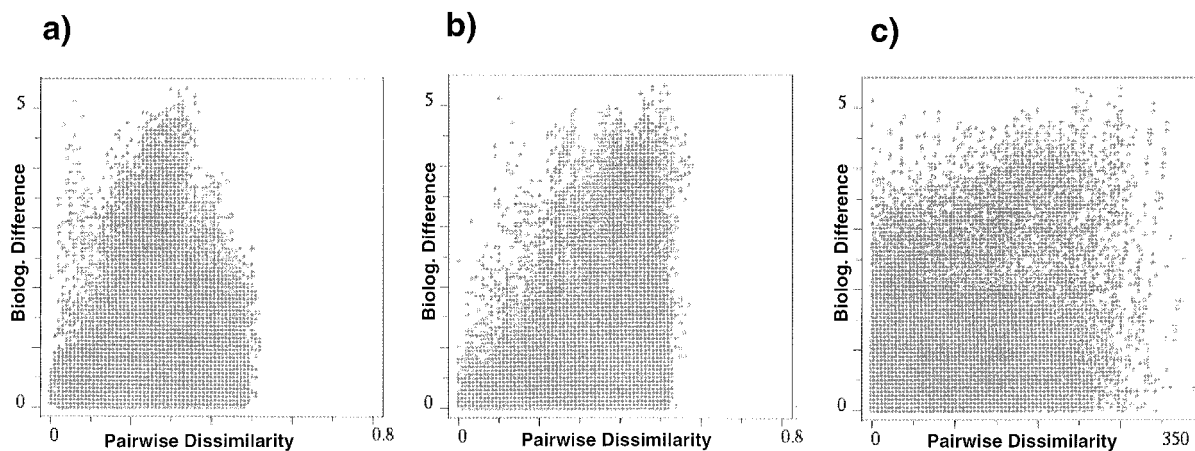 a)
5
Biolog. Difference
0
0
Pairwise Dissimilarity
0.8
b)
5
Biolog. Difference
0
0
Pairwise Dissimilarity
0.8
c)
5
Biolog. Difference
0
0
Pairwise Dissimilarity
350